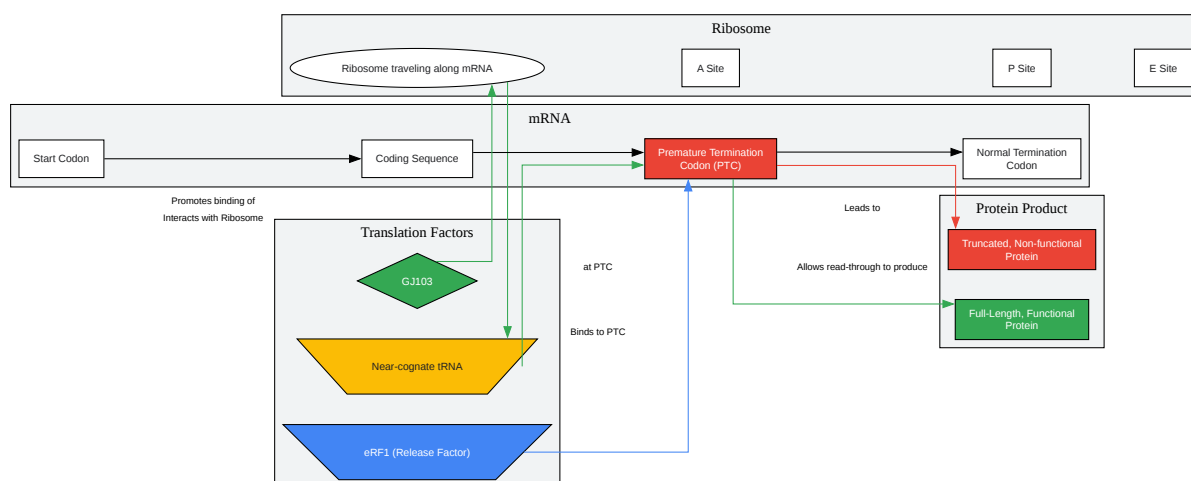 Ribosome
Ribosome traveling along mRNA
A Site
P Site
E Site
mRNA
Start Codon
Coding Sequence
Premature Termination
Codon (PTC)
Normal Termination
Codon
Promotes binding of
Interacts with Ribosome
Leads to
Protein Product
Truncated, Non-functional
Protein
Translation Factors
GJ103
at PTC
Allows read-through to produce
Full-Length, Functional
Protein
Binds to PTC
Near-cognate tRNA
eRF1 (Release Factor)